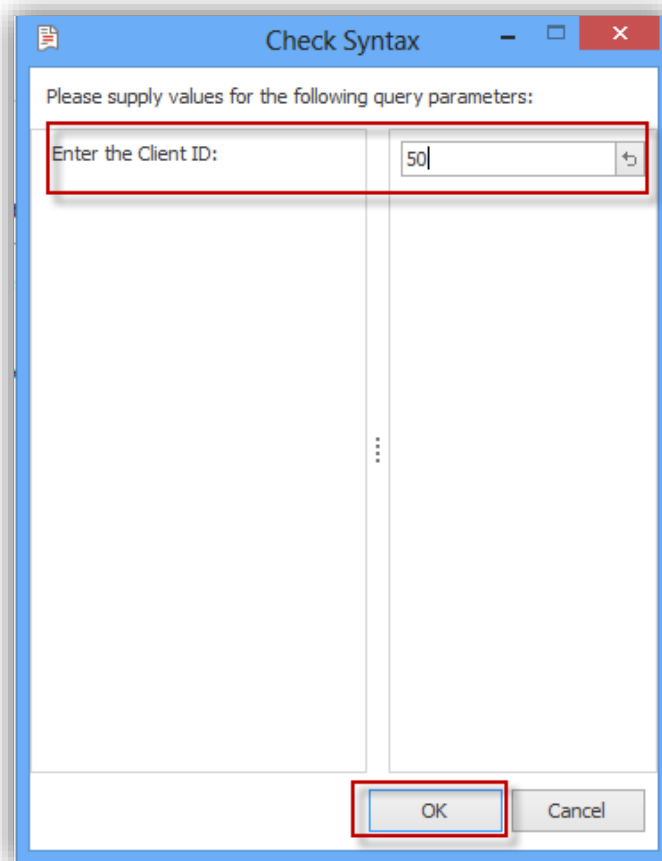 Check Syntax
Please supply values for the following query parameters:
Enter the Client ID: 50
OK Cancel